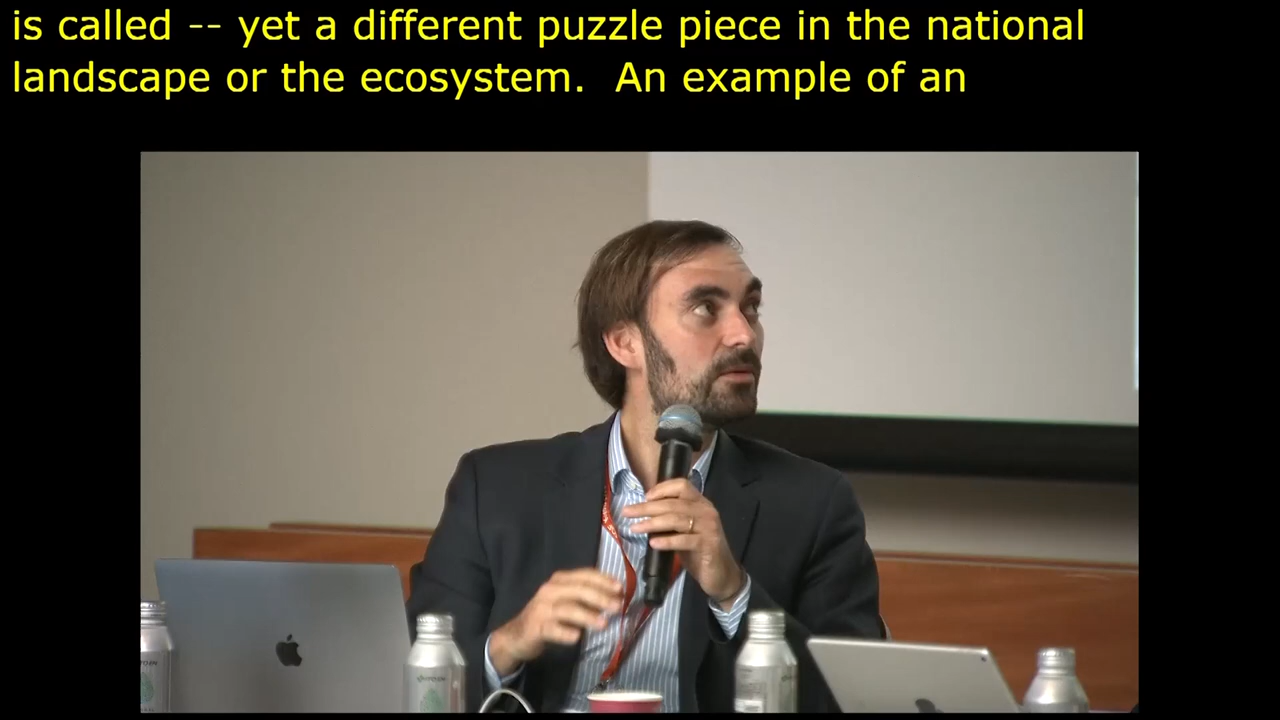 is called -- yet a different puzzle piece in the national
landscape or the ecosystem.  An example of an